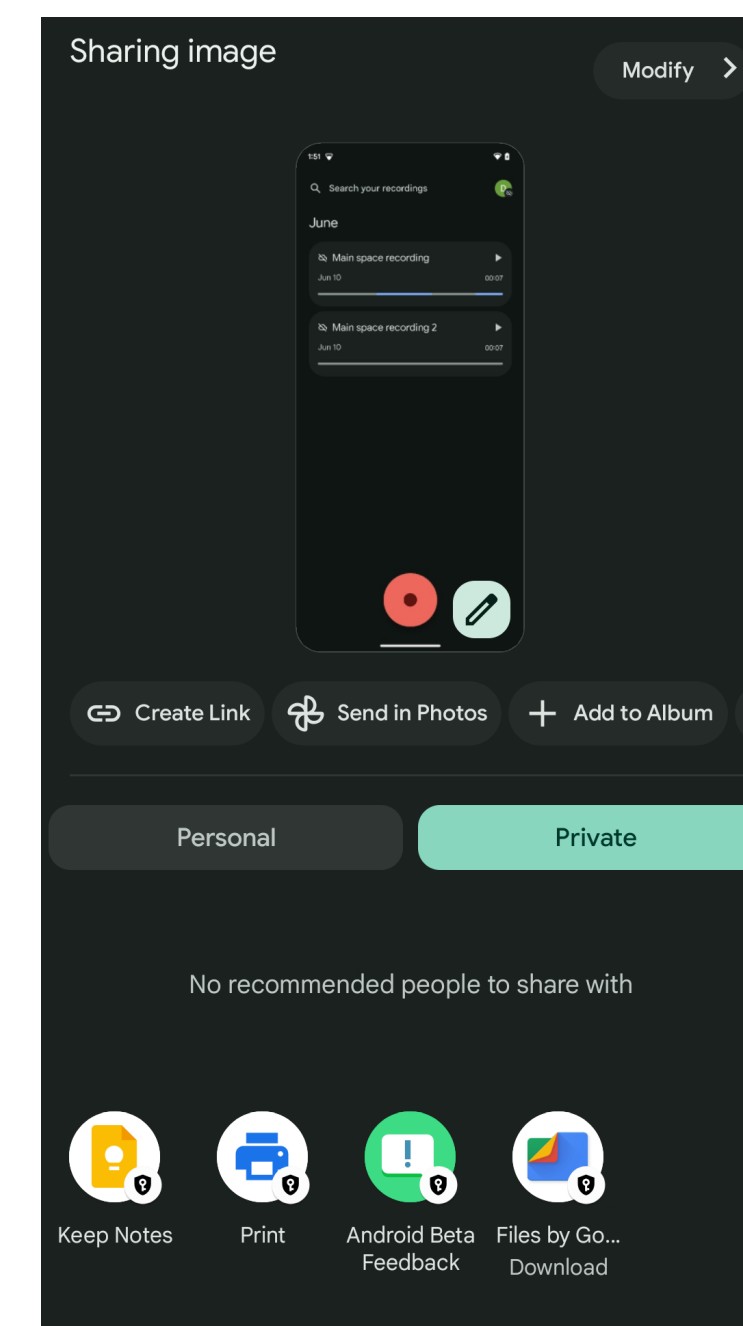 Sharing image
Modify
1:51
Search your recordings
D
June
Main space recording
Jun 10
00:07
Main space recording 2
Jun 10
00:07
Create Link
Send in Photos
Add to Album
Personal
Private
No recommended people to share with
Keep Notes
Print
Android Beta
Feedback
Files by Go...
Download